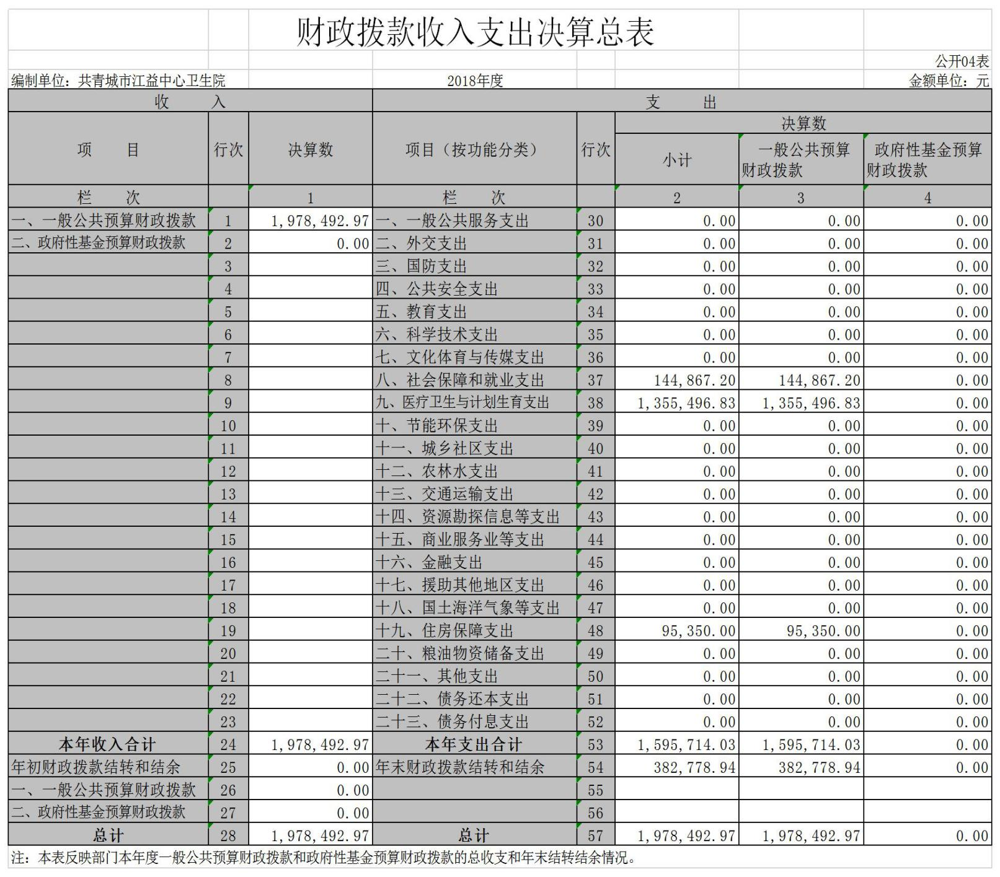 财政拨款收入支出决算总表
公开04表
编制单位：共青城市江益中心卫生院 2018年度 金额单位：元
收 入 支 出
项 目 行次 决算数 项目（按功能分类） 行次 决算数
小计 一般公共预算财政拨款 政府性基金预算财政拨款
栏 次 1 栏 次 2 3 4
一、一般公共预算财政拨款 1 1,978,492.97 一、一般公共服务支出 30 0.00 0.00 0.00
二、政府性基金预算财政拨款 2 0.00 二、外交支出 31 0.00 0.00 0.00
3 三、国防支出 32 0.00 0.00 0.00
4 四、公共安全支出 33 0.00 0.00 0.00
5 五、教育支出 34 0.00 0.00 0.00
6 六、科学技术支出 35 0.00 0.00 0.00
7 七、文化体育与传媒支出 36 0.00 0.00 0.00
8 八、社会保障和就业支出 37 144,867.20 144,867.20 0.00
9 九、医疗卫生与计划生育支出 38 1,355,496.83 1,355,496.83 0.00
10 十、节能环保支出 39 0.00 0.00 0.00
11 十一、城乡社区支出 40 0.00 0.00 0.00
12 十二、农林水支出 41 0.00 0.00 0.00
13 十三、交通运输支出 42 0.00 0.00 0.00
14 十四、资源勘探信息等支出 43 0.00 0.00 0.00
15 十五、商业服务业等支出 44 0.00 0.00 0.00
16 十六、金融支出 45 0.00 0.00 0.00
17 十七、援助其他地区支出 46 0.00 0.00 0.00
18 十八、国土海洋气象等支出 47 0.00 0.00 0.00
19 十九、住房保障支出 48 95,350.00 95,350.00 0.00
20 二十、粮油物资储备支出 49 0.00 0.00 0.00
21 二十一、其他支出 50 0.00 0.00 0.00
22 二十二、债务还本支出 51 0.00 0.00 0.00
23 二十三、债务付息支出 52 0.00 0.00 0.00
本年收入合计 24 1,978,492.97 本年支出合计 53 1,595,714.03 1,595,714.03 0.00
年初财政拨款结转和结余 25 0.00 年末财政拨款结转和结余 54 382,778.94 382,778.94 0.00
一、一般公共预算财政拨款 26 0.00 55
二、政府性基金预算财政拨款 27 0.00 56
总计 28 1,978,492.97 总计 57 1,978,492.97 1,978,492.97 0.00
注：本表反映部门本年度一般公共预算财政拨款和政府性基金预算财政拨款的总收支和年末结转结余情况。